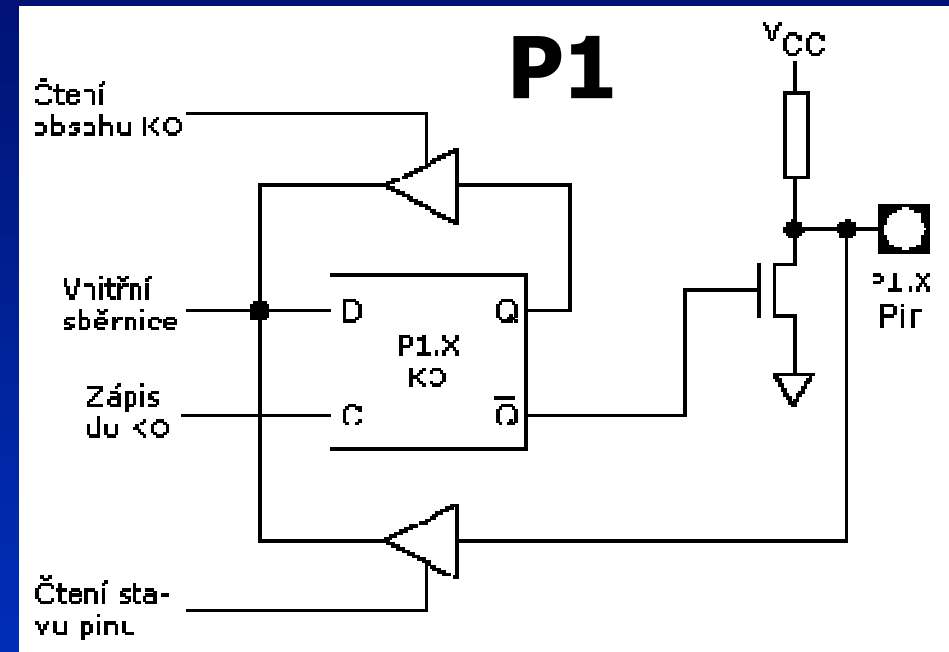 P1
VCC
Čtení
obsahu KO
Vnitřní
sběrnice
D
Q
P1.X
KO
Zápis
do KO
C
Q̅
P1.X
Pin
Čtení sta-
vu pinu